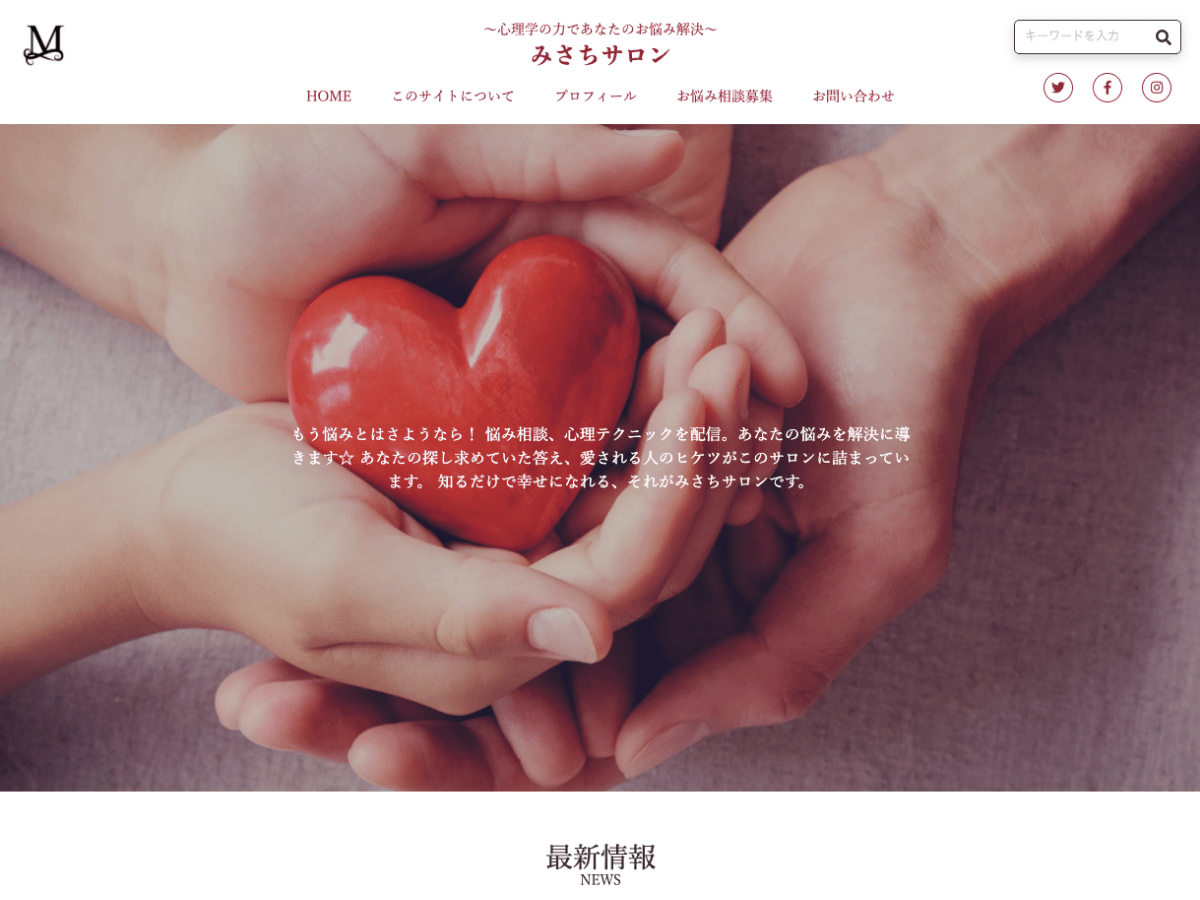 M
〜心理学の力であなたのお悩み解決〜
みさちサロン
キーワードを入力
HOME このサイトについて プロフィール お悩み相談募集 お問い合わせ
もう悩みとはさようなら！ 悩み相談、心理テクニックを配信。あなたの悩みを解決に導
きます☆ あなたの探し求めていた答え、愛される人のヒケツがこのサロンに詰まってい
ます。 知るだけで幸せになれる、それがみさちサロンです。
最新情報
NEWS